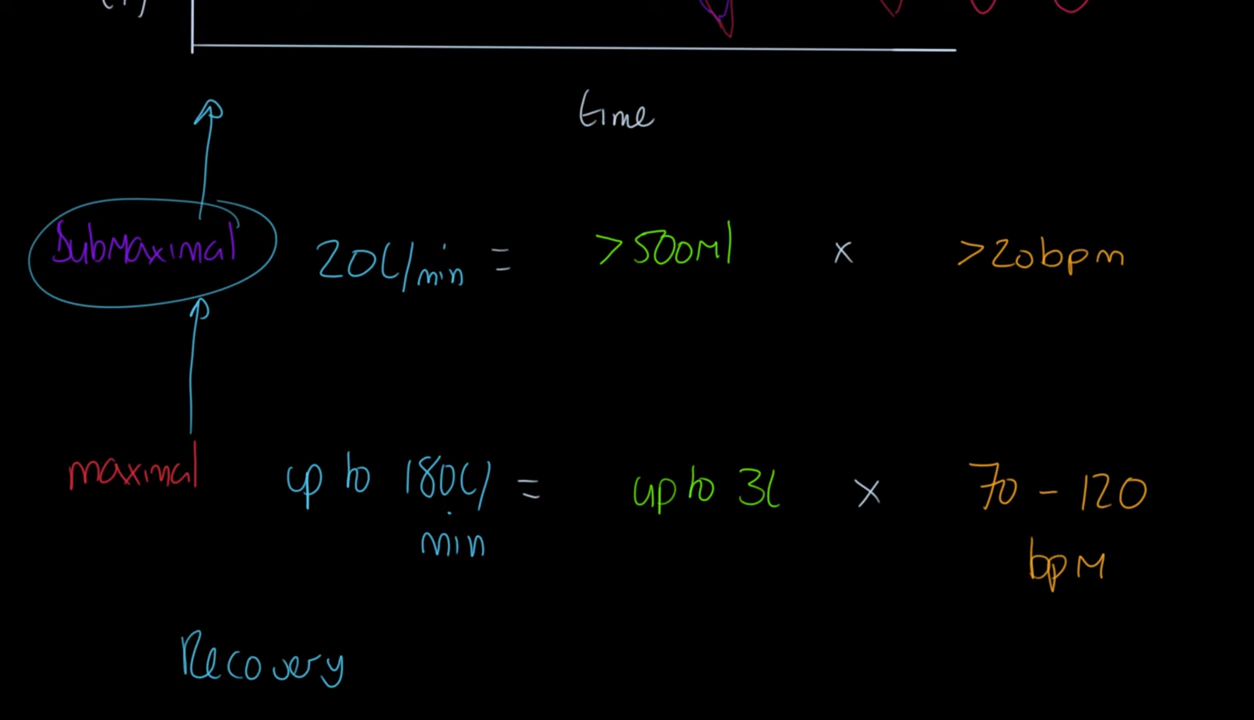 time
SubMaximal 20L/min = >500ml x >20bpm
maximal up to 180L/ = up to 3L x 70 - 120
min bpm
Recovery